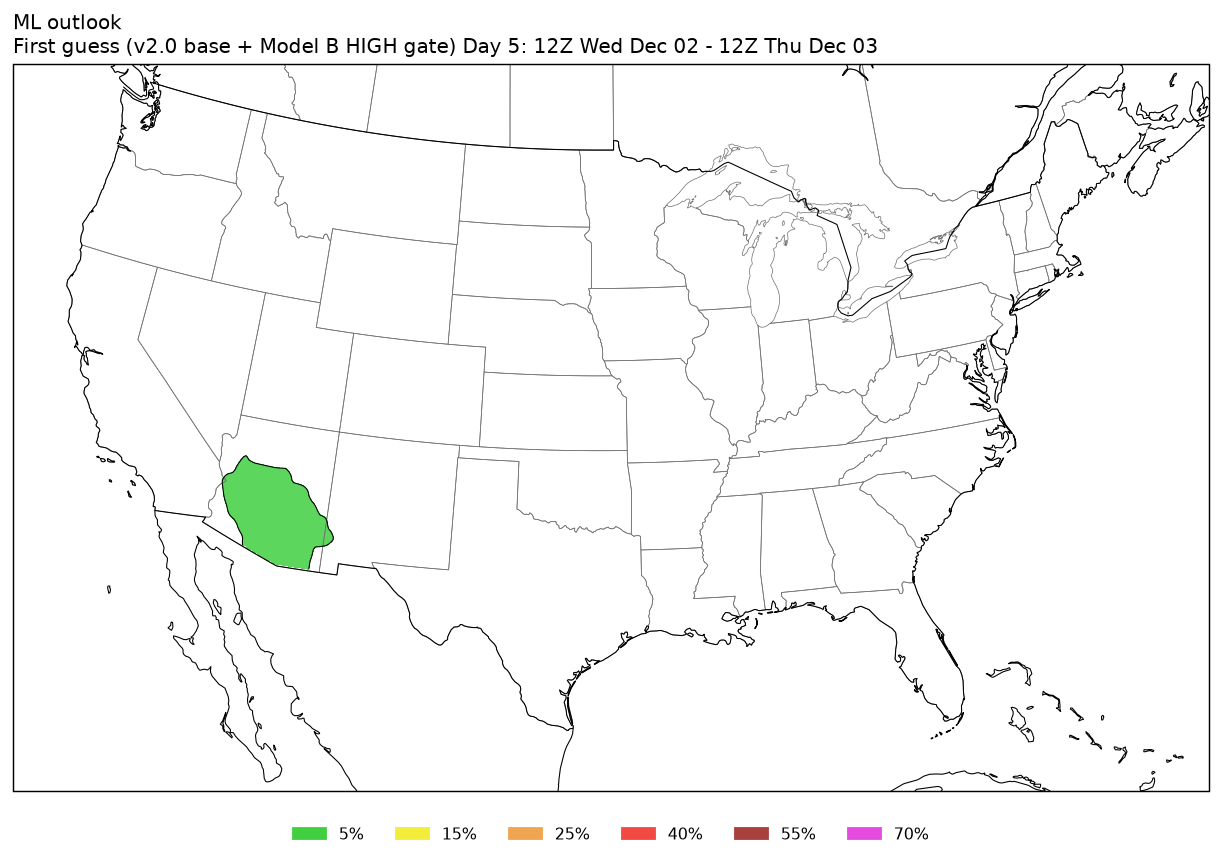 ML outlook
First guess (v2.0 base + Model B HIGH gate) Day 5: 12Z Wed Dec 02 - 12Z Thu Dec 03
5% 15% 25% 40% 55% 70%